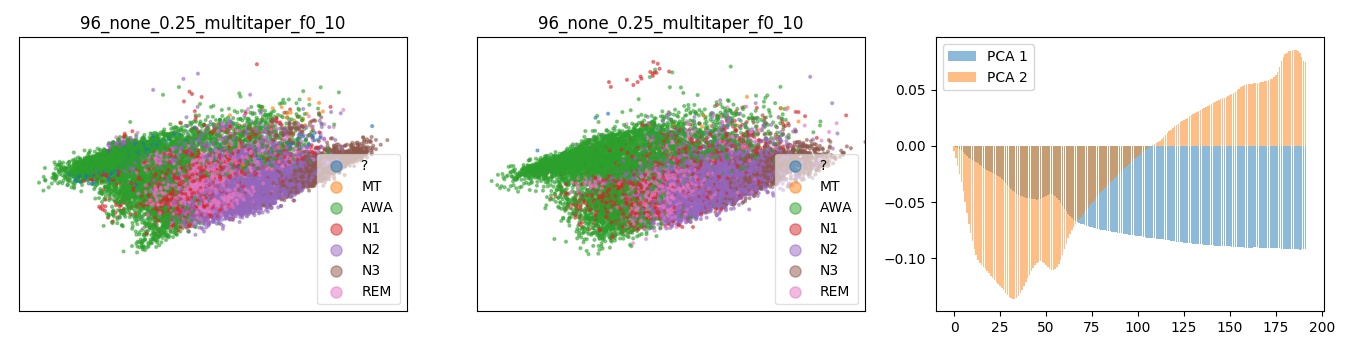 96_none_0.25_multitaper_f0_10
?
MT
AWA
N1
N2
N3
REM
96_none_0.25_multitaper_f0_10
?
MT
AWA
N1
N2
N3
REM
PCA 1
PCA 2
0.05
0.00
−0.05
−0.10
0 25 50 75 100 125 150 175 200